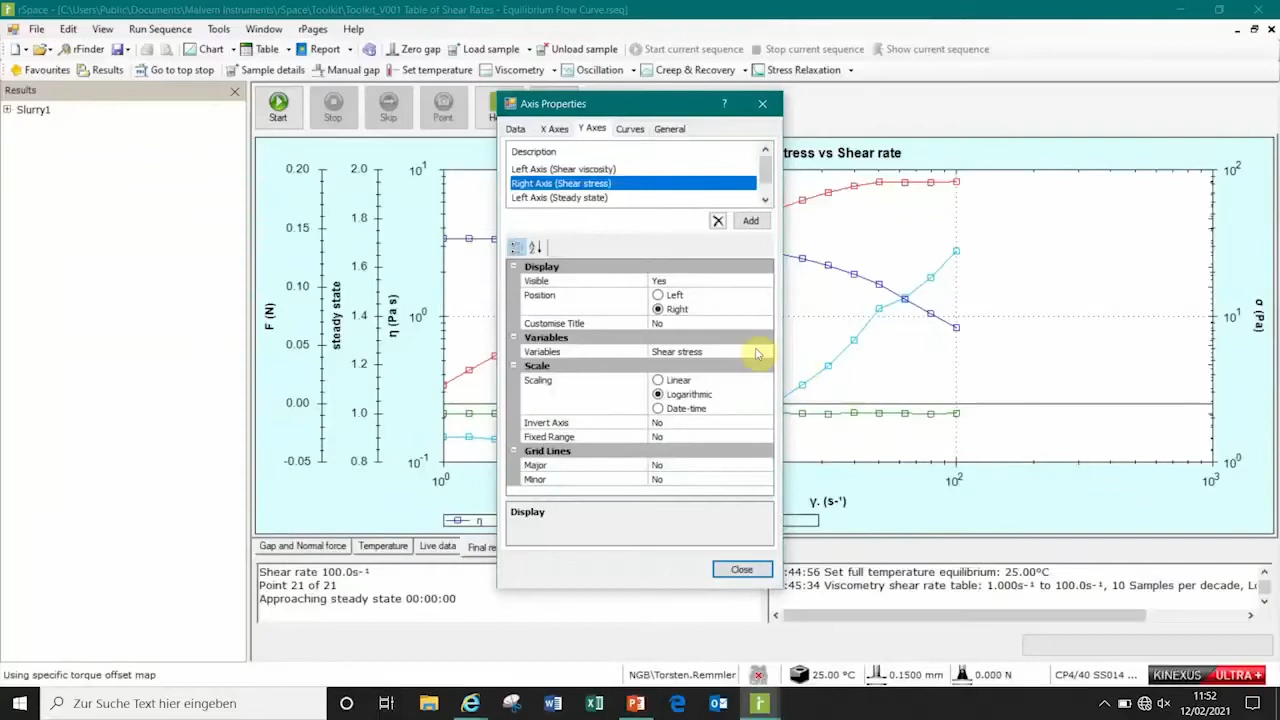 rSpace - [C:\Users\Public\Documents\Malvern Instruments\rSpace\Toolkit\Toolkit_V001 Table of Shear Rates - Equilibrium Flow Curve.rseq]
File Edit View Run Sequence Tools Window rPages Help
rFinder Chart Table Report Zero gap Load sample Unload sample Start current sequence Stop current sequence Show current sequence
Favourites Results Go to top stop Sample details Manual gap Set temperature Viscometry Oscillation Creep & Recovery Stress Relaxation
Results
Slurry1
Start Stop Skip Point
tress vs Shear rate
0.20
0.15
0.10
0.05
0.00
-0.05
F (N)
2.0
1.8
1.6
1.4
1.2
1.0
0.8
steady state
10¹
10⁰
10⁻¹
η (Pa s)
10⁰ 10² 10³
γ̇ (s-¹)
10²
10¹
10⁰
σ (Pa)
η
Axis Properties ?
Data X Axes Y Axes Curves General
Description
Left Axis (Shear viscosity)
Right Axis (Shear stress)
Left Axis (Steady state)
Add
Display
Visible Yes
Position Left
Right
Customise Title No
Variables
Variables Shear stress
Scale
Scaling Linear
Logarithmic
Date-time
Invert Axis No
Fixed Range No
Grid Lines
Major No
Minor No
Display
Close
Gap and Normal force Temperature Live data Final re
Shear rate 100.0s-¹
Point 21 of 21
Approaching steady state 00:00:00
:44:56 Set full temperature equilibrium: 25.00°C
:45:34 Viscometry shear rate table: 1.000s-¹ to 100.0s-¹, 10 Samples per decade, Lo
Using specific torque offset map NGB\Torsten.Remmler 25.00 °C 0.1500 mm 0.000 N CP4/40 SS014 ... KINEXUS ULTRA+
Zur Suche Text hier eingeben
11:52
12/02/2021